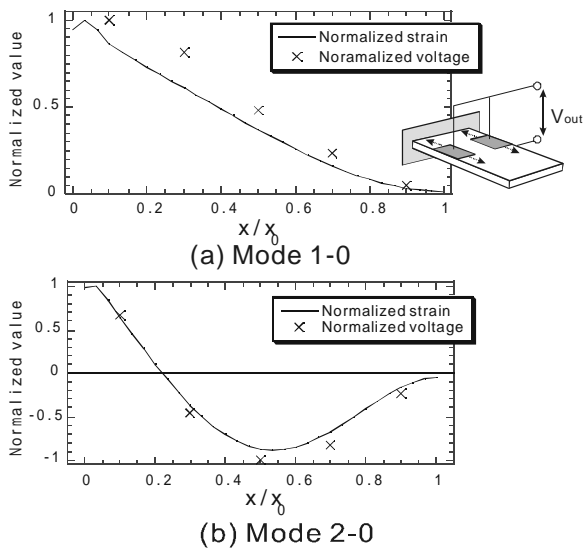 1
0.5
0
Normalized value
Normalized strain
Noramalized voltage
Vout
0 0.2 0.4 0.6 0.8 1
x/x0
(a) Mode 1-0
1
0.5
0
-0.5
-1
Normalized value
Normalized strain
Normalized voltage
0 0.2 0.4 0.6 0.8 1
x/x0
(b) Mode 2-0